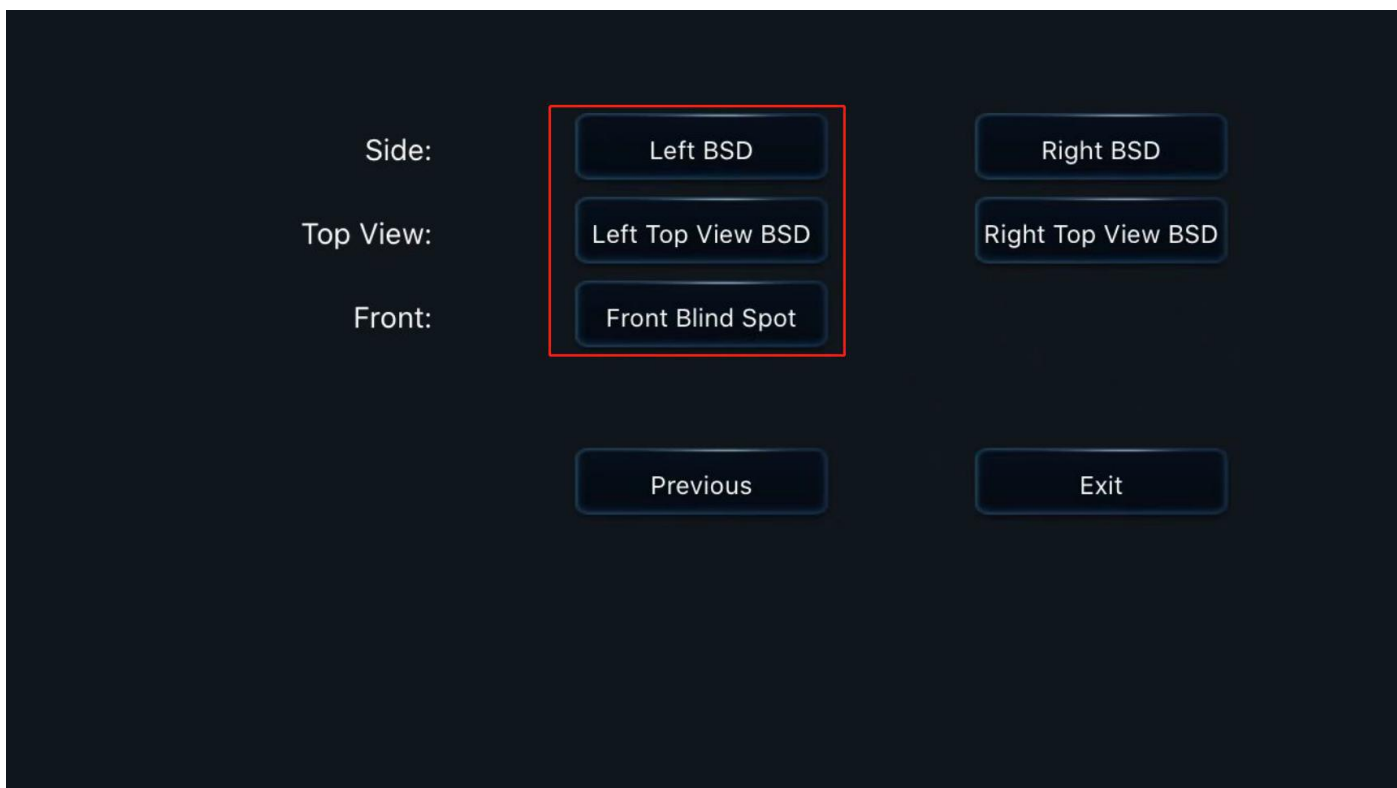 Side: Left BSD Right BSD
Top View: Left Top View BSD Right Top View BSD
Front: Front Blind Spot
Previous Exit